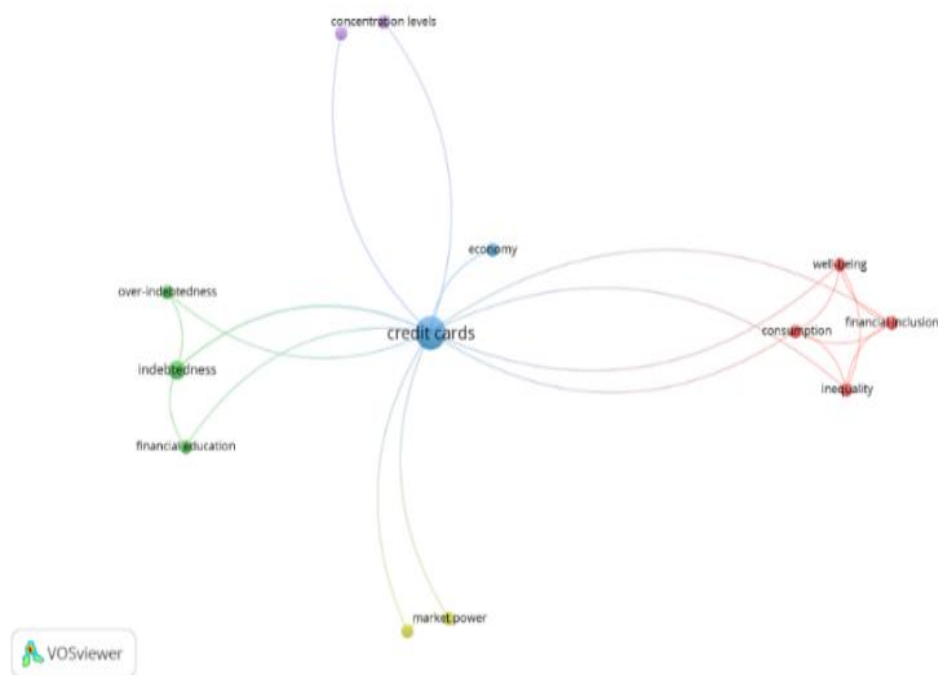 concentration levels
economy
well-being
over-indebtedness
financial inclusion
consumption
credit cards
indebtedness
inequality
financial education
market power
VOSviewer